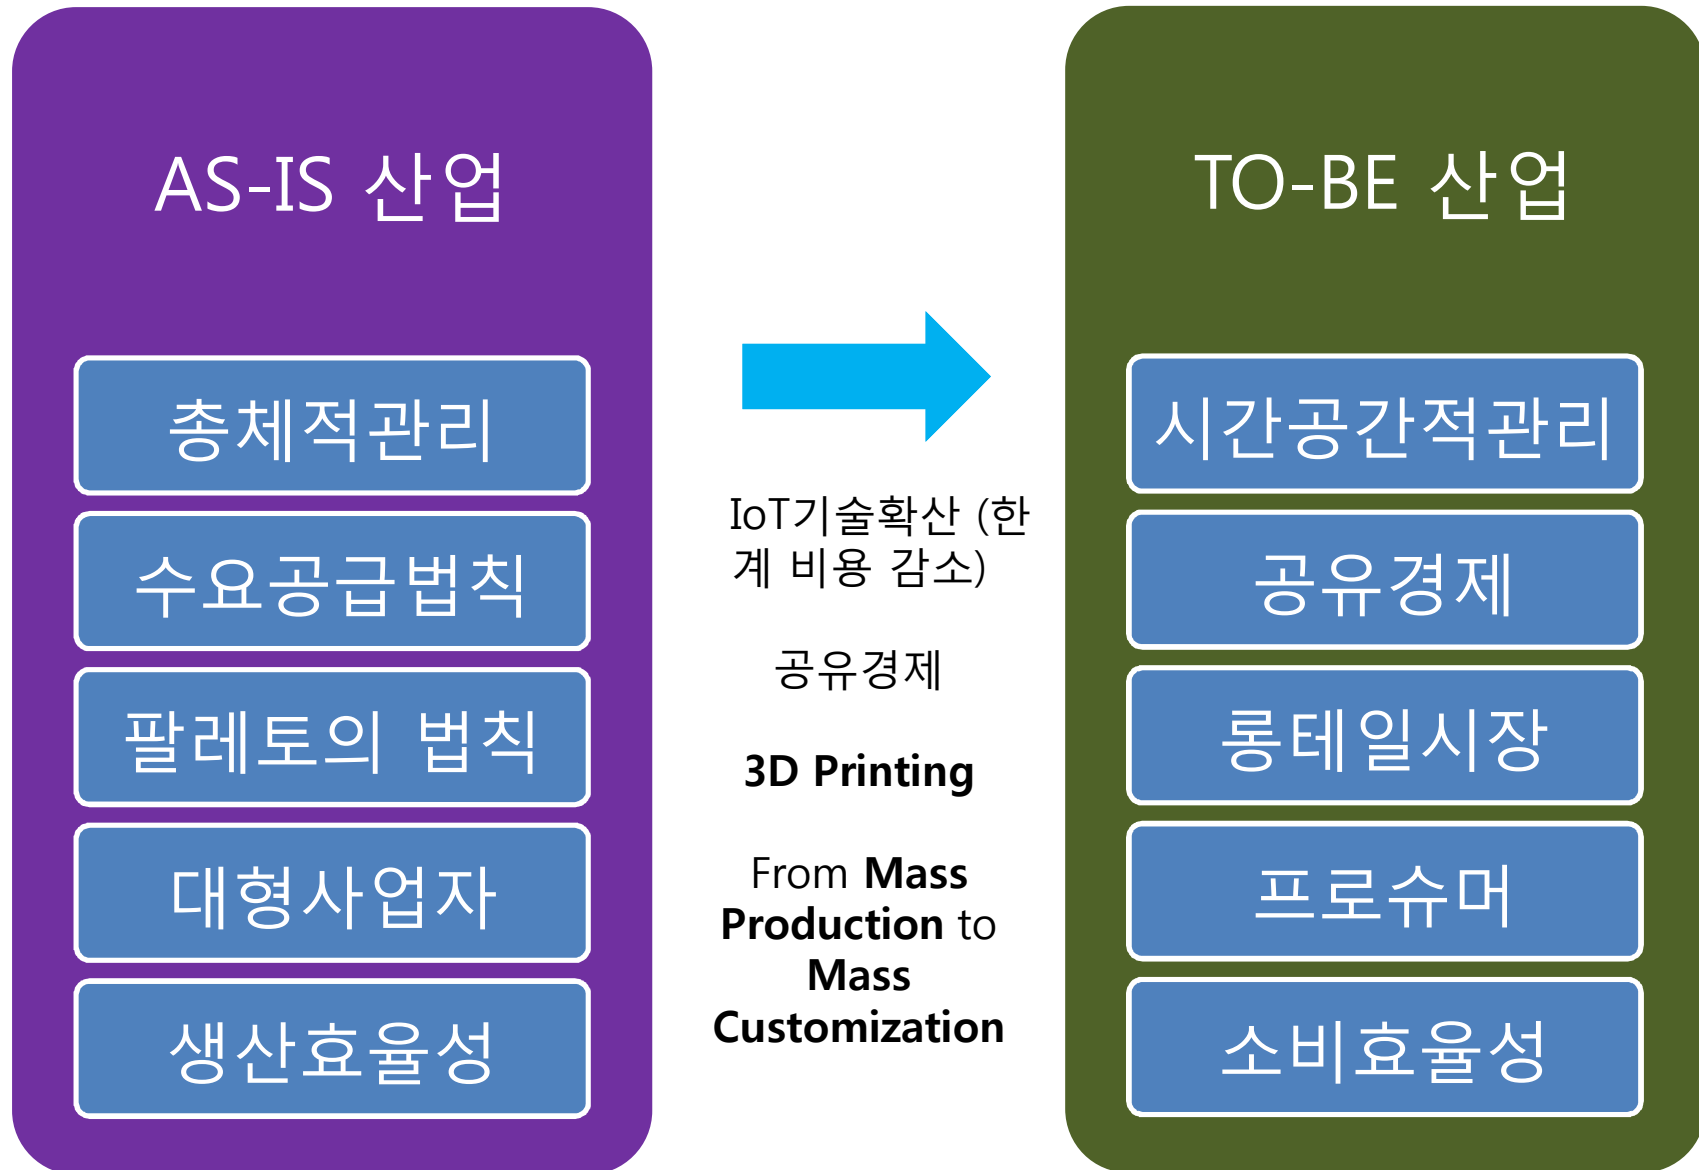 AS-IS 산업
총체적관리
수요공급법칙
팔레토의 법칙
대형사업자
생산효율성
IoT기술확산 (한
계 비용 감소)
공유경제
3D Printing
From Mass
Production to
Mass
Customization
TO-BE 산업
시간공간적관리
공유경제
롱테일시장
프로슈머
소비효율성